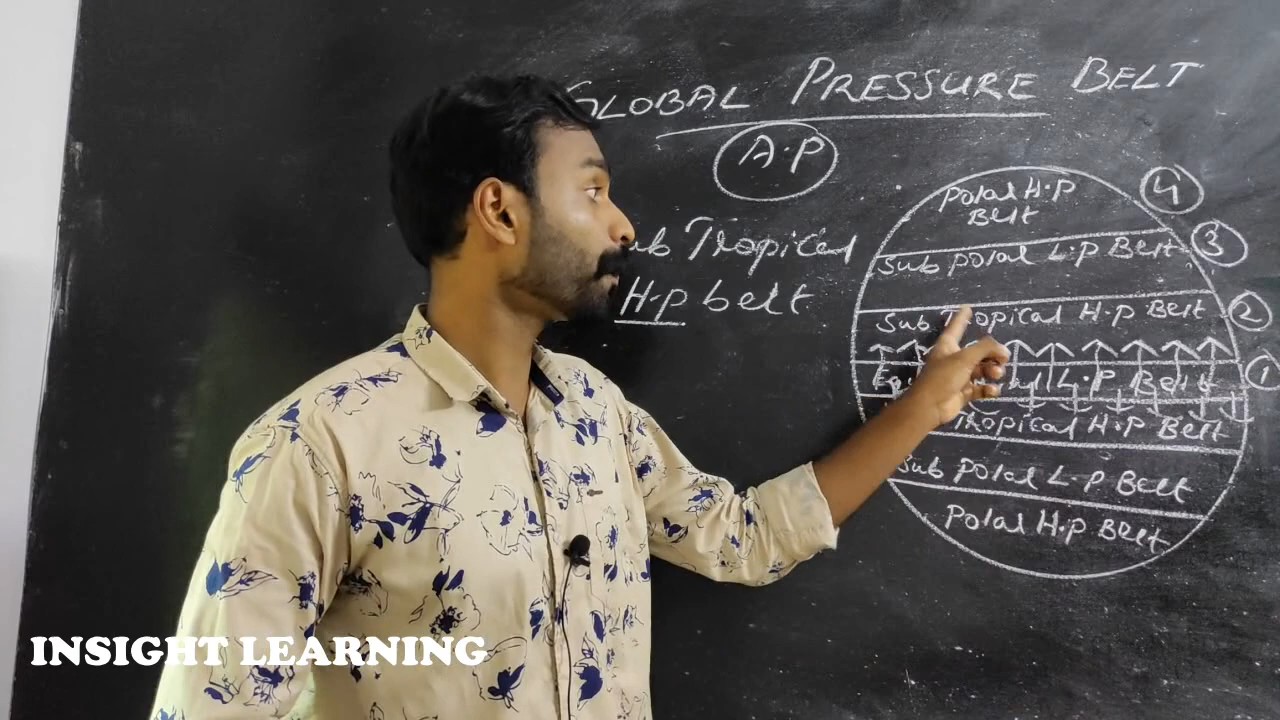 GLOBAL PRESSURE BELT
A.P
Sub Tropical
H.P belt
Polar H.P
Belt
4
Sub polar L.P Belt
3
Sub Tropical H.P Belt
2
L.P Belt
1
Tropical H.P Belt
Sub polar L.P Belt
Polar H.P Belt
INSIGHT LEARNING